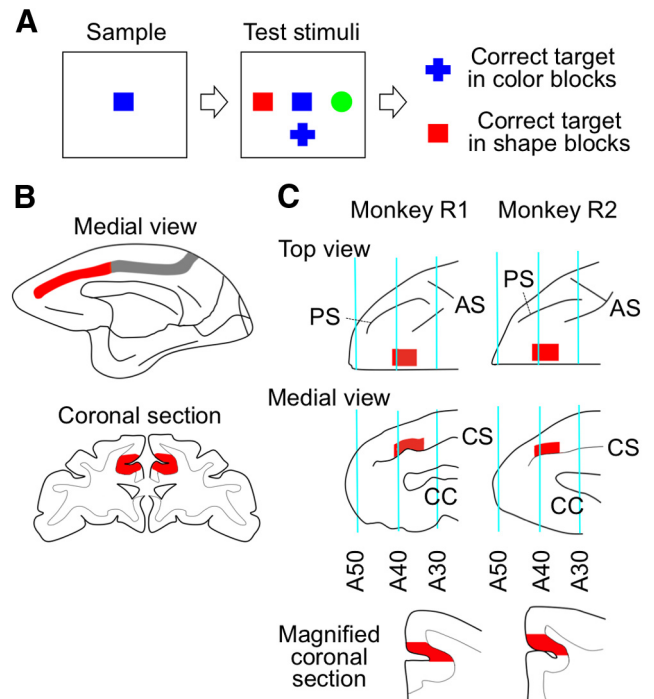 A
Sample
Test stimuli
Correct target
in color blocks
Correct target
in shape blocks
B
Medial view
Coronal section
C
Monkey R1
Monkey R2
Top view
PS
AS
PS
AS
Medial view
CS
CC
CS
CC
A50
A40
A30
A50
A40
A30
Magnified
coronal
section